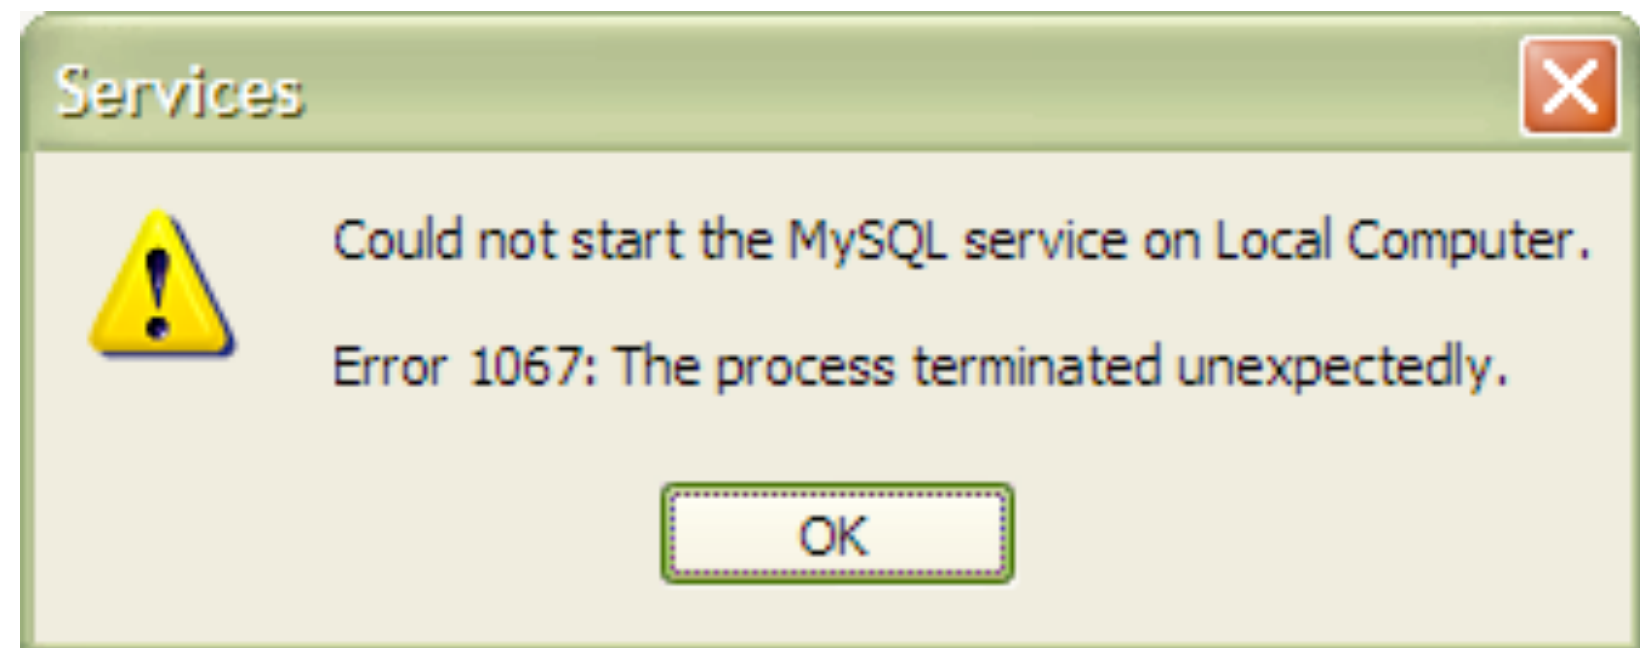 Services
Could not start the MySQL service on Local Computer.
Error 1067: The process terminated unexpectedly.
OK